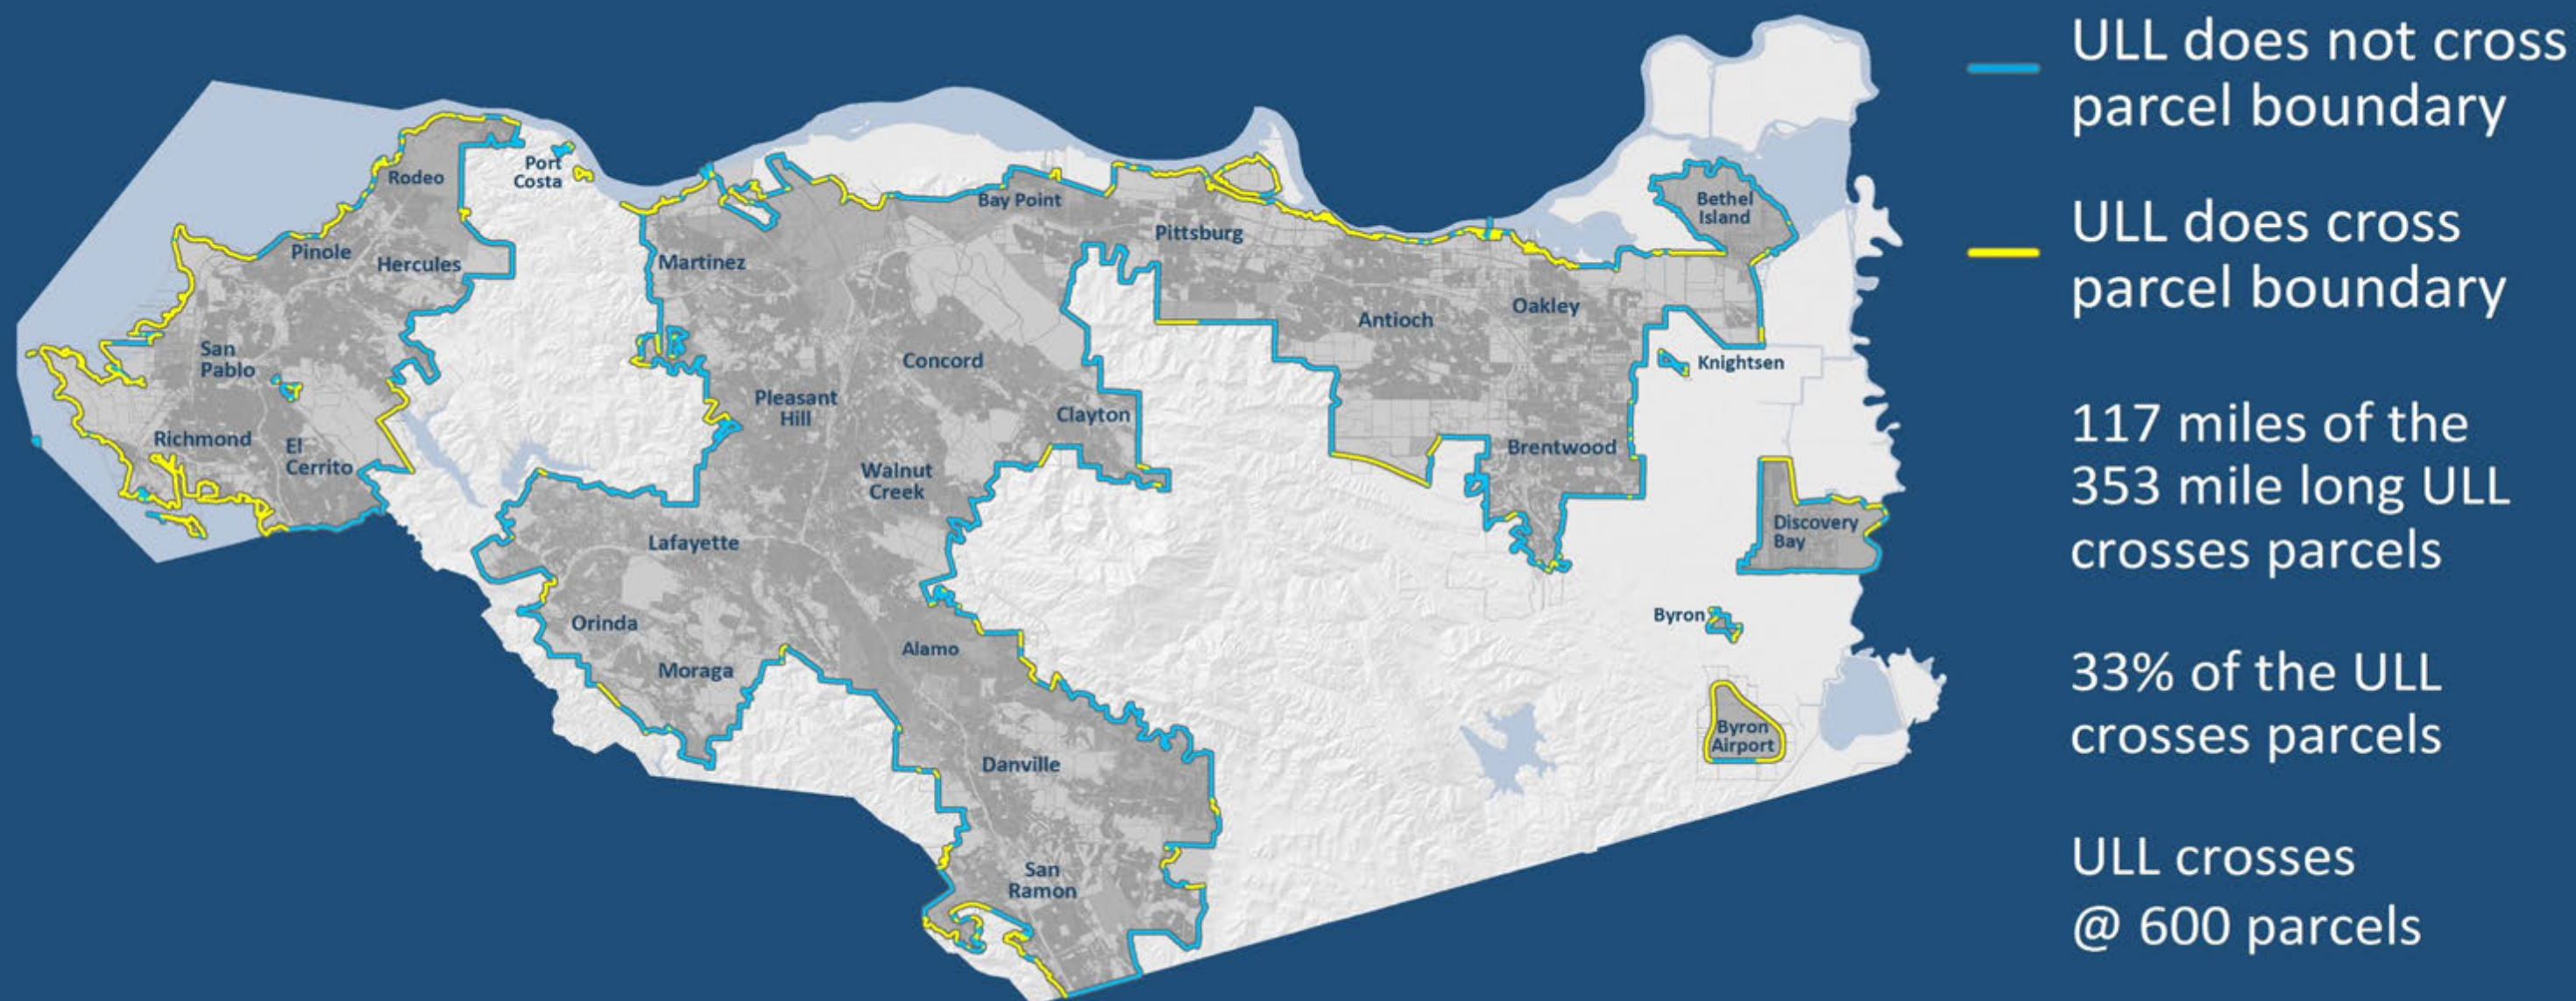 ULL does not cross
parcel boundary
ULL does cross
parcel boundary
117 miles of the
353 mile long ULL
crosses parcels
33% of the ULL
crosses parcels
ULL crosses
@ 600 parcels
Port
Costa
Rodeo
Pinole
Hercules
San
Pablo
Richmond
El
Cerrito
Martinez
Bay Point
Pittsburg
Bethel
Island
Antioch
Oakley
Knightsen
Concord
Pleasant
Hill
Clayton
Walnut
Creek
Brentwood
Discovery
Bay
Lafayette
Orinda
Moraga
Alamo
Byron
Byron
Airport
Danville
San
Ramon